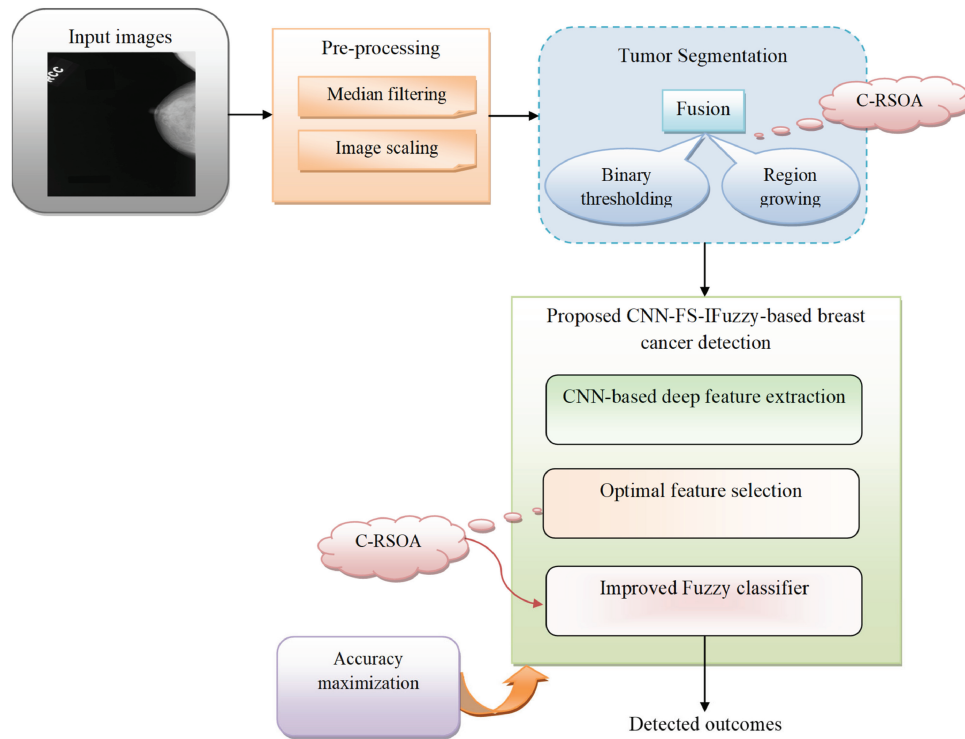 Input images
RCC
Pre-processing
Median filtering
Image scaling
Tumor Segmentation
Fusion
C-RSOA
Binary
thresholding
Region
growing
Proposed CNN-FS-IFuzzy-based breast
cancer detection
CNN-based deep feature extraction
Optimal feature selection
C-RSOA
Improved Fuzzy classifier
Accuracy
maximization
Detected outcomes